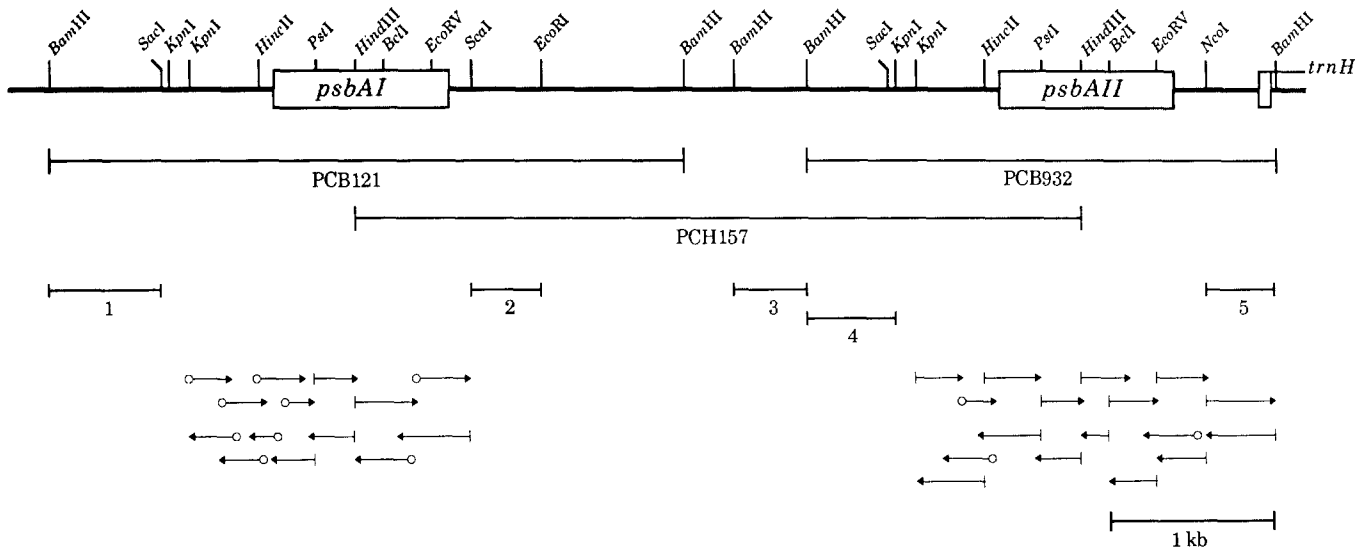 BamHI
SacI
KpnI
KpnI
HincII
PstI
HindIII
BclI
EcoRV
ScaI
EcoRI
BamHI
BamHI
BamHI
SacI
KpnI
KpnI
HincII
PstI
HindIII
BclI
EcoRV
NcoI
BamHI
trnH
psbAI
psbAII
PCB121
PCB932
PCH157
1
2
3
4
5
1 kb